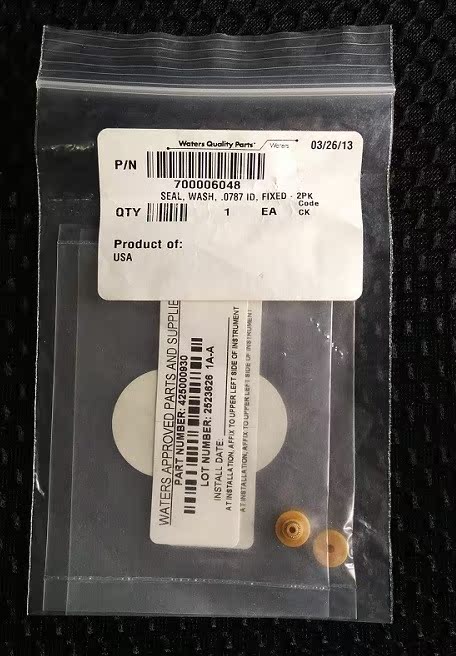 Waters Quality Parts Waters 03/26/13
P/N
700006048
SEAL, WASH, .0787 ID, FIXED - 2PK
QTY 1 EA Code CK
Product of:
USA
WATERS APPROVED PARTS AND SUPPLIE
PART NUMBER: 425000930
LOT NUMBER: 2523626 1A-A
INSTALL DATE:
AT INSTALLATION, AFFIX TO UPPER LEFT SIDE OF INSTRUMENT
AT INSTALLATION, AFFIX TO UPPER LEFT SIDE OF INSTRUMENT